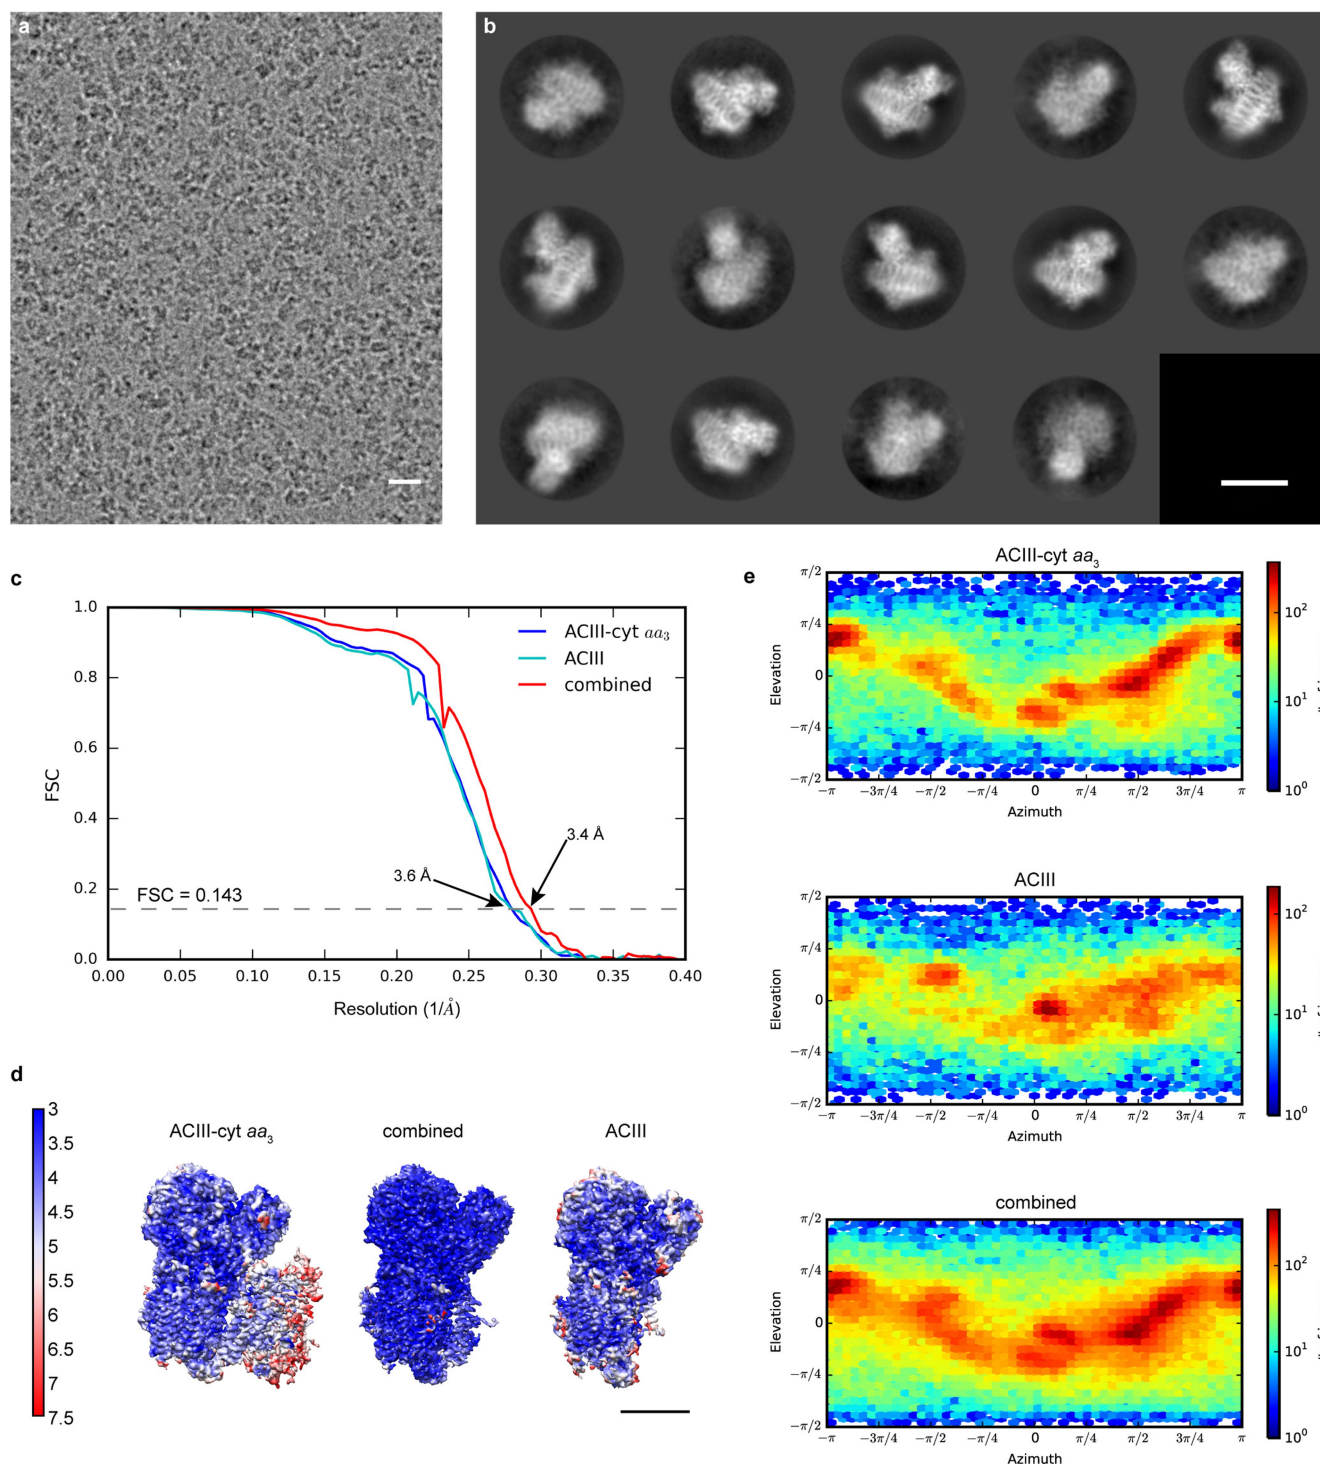 a
b
c
1.0
0.8
0.6
0.4
0.2
0.0
FSC
ACIII-cyt aa₃
ACIII
combined
3.4 Å
3.6 Å
FSC = 0.143
0.00 0.05 0.10 0.15 0.20 0.25 0.30 0.35 0.40
Resolution (1/Å)
d
3
3.5
4
4.5
5
5.5
6
6.5
7
7.5
ACIII-cyt aa₃ combined ACIII
e
ACIII-cyt aa₃
π/2
π/4
0
−π/4
−π/2
Elevation
−π −3π/4 −π/2 −π/4 0 π/4 π/2 3π/4 π
Azimuth
10²
10¹
10⁰
ACIII
π/2
π/4
0
−π/4
−π/2
Elevation
−π −3π/4 −π/2 −π/4 0 π/4 π/2 3π/4 π
Azimuth
10²
10¹
10⁰
combined
π/2
π/4
0
−π/4
−π/2
Elevation
−π −3π/4 −π/2 −π/4 0 π/4 π/2 3π/4 π
Azimuth
10²
10¹
10⁰